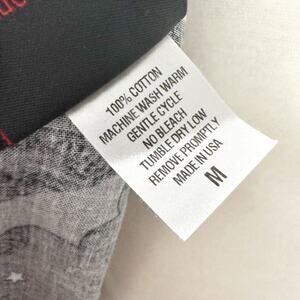 100% COTTON
MACHINE WASH WARM
GENTLE CYCLE
NO BLEACH
TUMBLE DRY LOW
REMOVE PROMPTLY
MADE IN USA
M